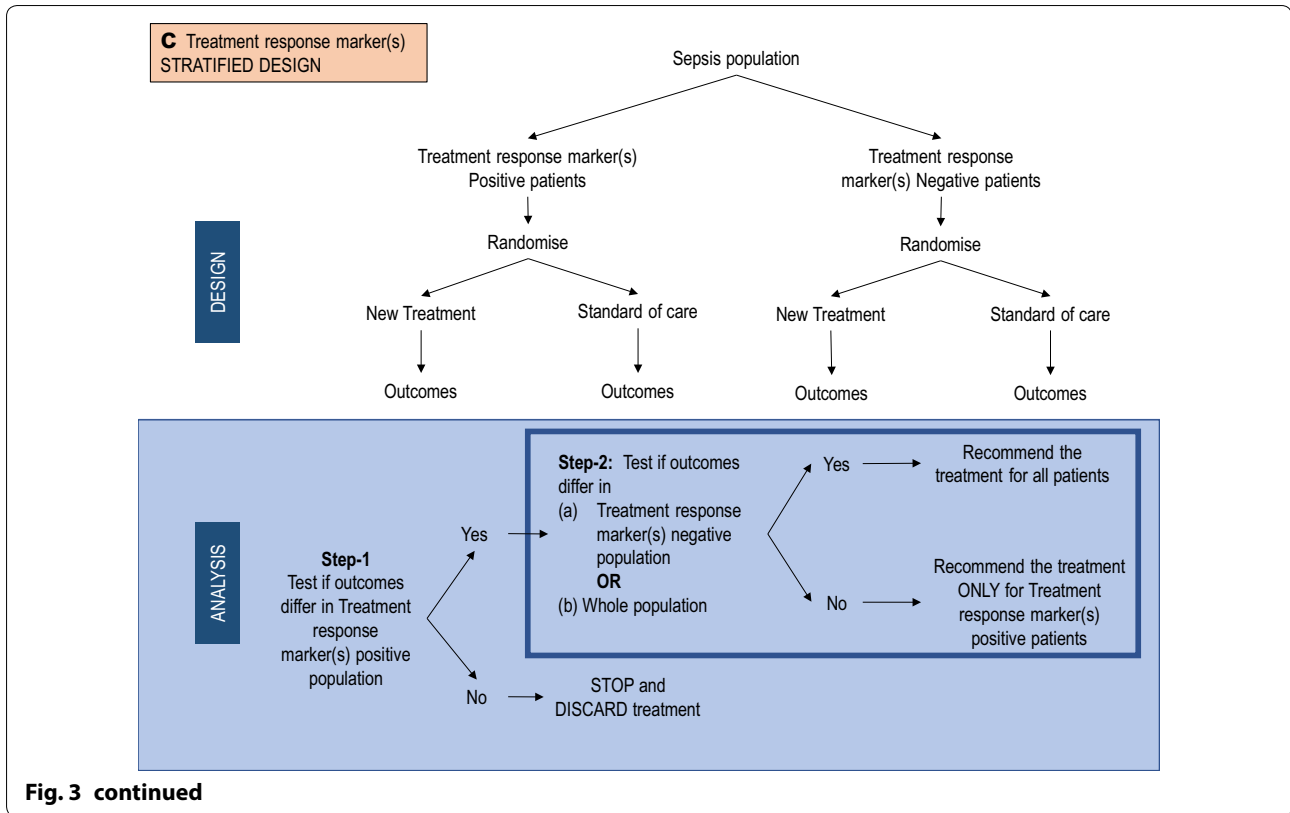 C Treatment response marker(s)
STRATIFIED DESIGN
Sepsis population
Treatment response marker(s)
Positive patients
Treatment response
marker(s) Negative patients
DESIGN
Randomise
Randomise
New Treatment
Standard of care
New Treatment
Standard of care
Outcomes
Outcomes
Outcomes
Outcomes
ANALYSIS
Step-1
Test if outcomes
differ in Treatment
response
marker(s) positive
population
Yes
No
STOP and
DISCARD treatment
Step-2: Test if outcomes
differ in
(a) Treatment response
marker(s) negative
population
OR
(b) Whole population
Yes
Recommend the
treatment for all patients
No
Recommend the treatment
ONLY for Treatment
response marker(s)
positive patients
Fig. 3 continued